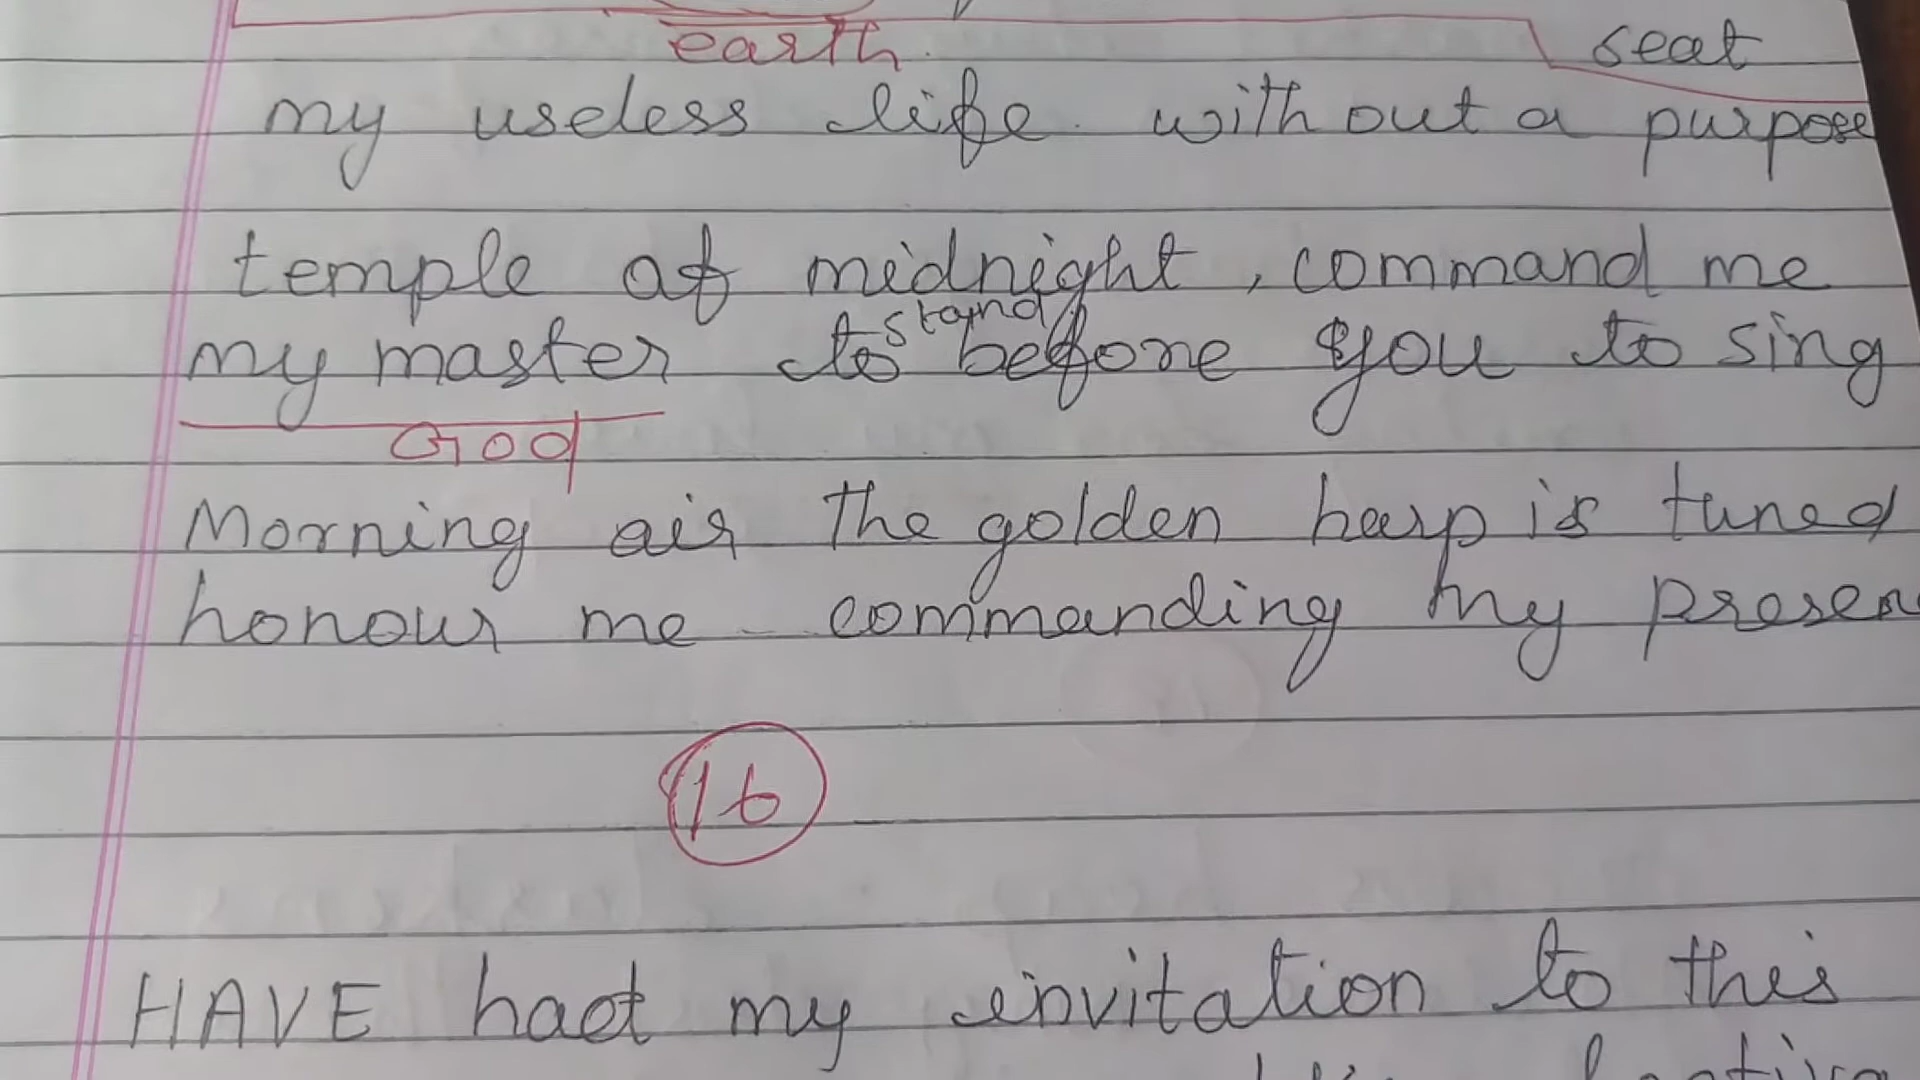 earth. seat
my useless life. without a purpose
temple of midnight, command me
stand
my master to before you to sing
God
Morning air the golden harp is tuned
honour me commanding my presen
16
HAVE had my invitation to this